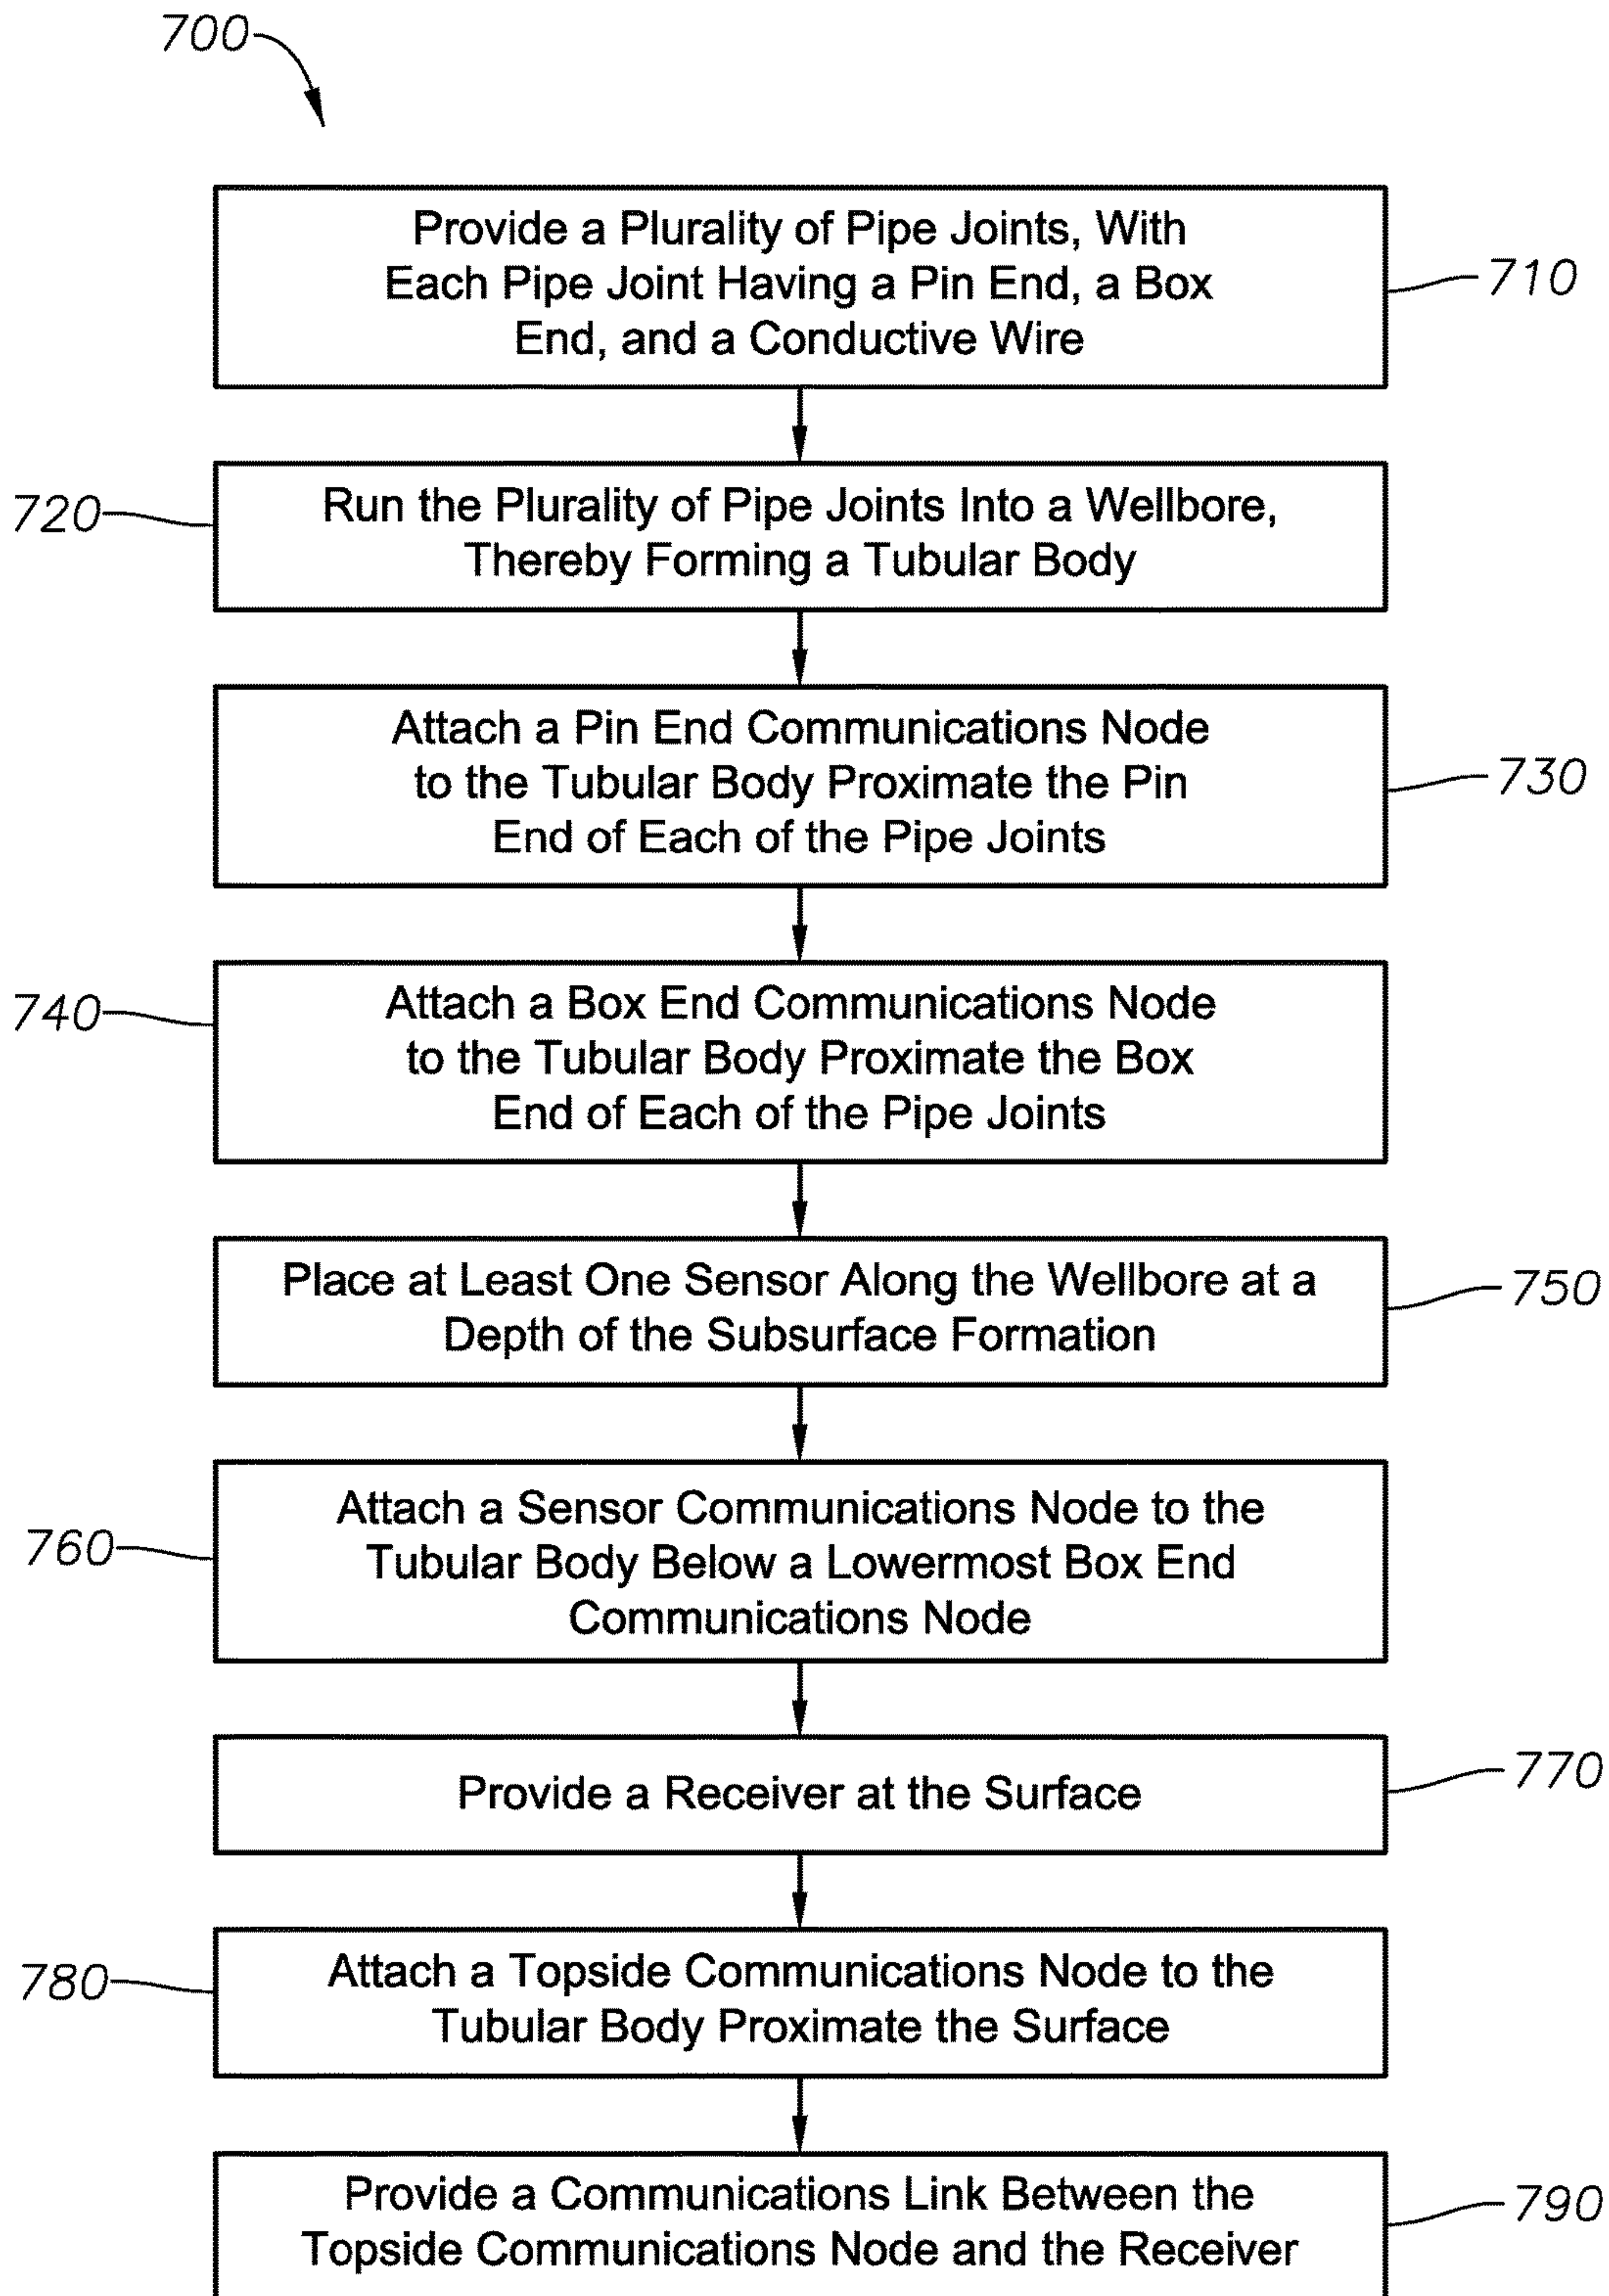 700
Provide a Plurality of Pipe Joints, With
Each Pipe Joint Having a Pin End, a Box
End, and a Conductive Wire
710
Run the Plurality of Pipe Joints Into a Wellbore,
Thereby Forming a Tubular Body
720
Attach a Pin End Communications Node
to the Tubular Body Proximate the Pin
End of Each of the Pipe Joints
730
Attach a Box End Communications Node
to the Tubular Body Proximate the Box
End of Each of the Pipe Joints
740
Place at Least One Sensor Along the Wellbore at a
Depth of the Subsurface Formation
750
Attach a Sensor Communications Node to the
Tubular Body Below a Lowermost Box End
Communications Node
760
Provide a Receiver at the Surface
770
Attach a Topside Communications Node to the
Tubular Body Proximate the Surface
780
Provide a Communications Link Between the
Topside Communications Node and the Receiver
790